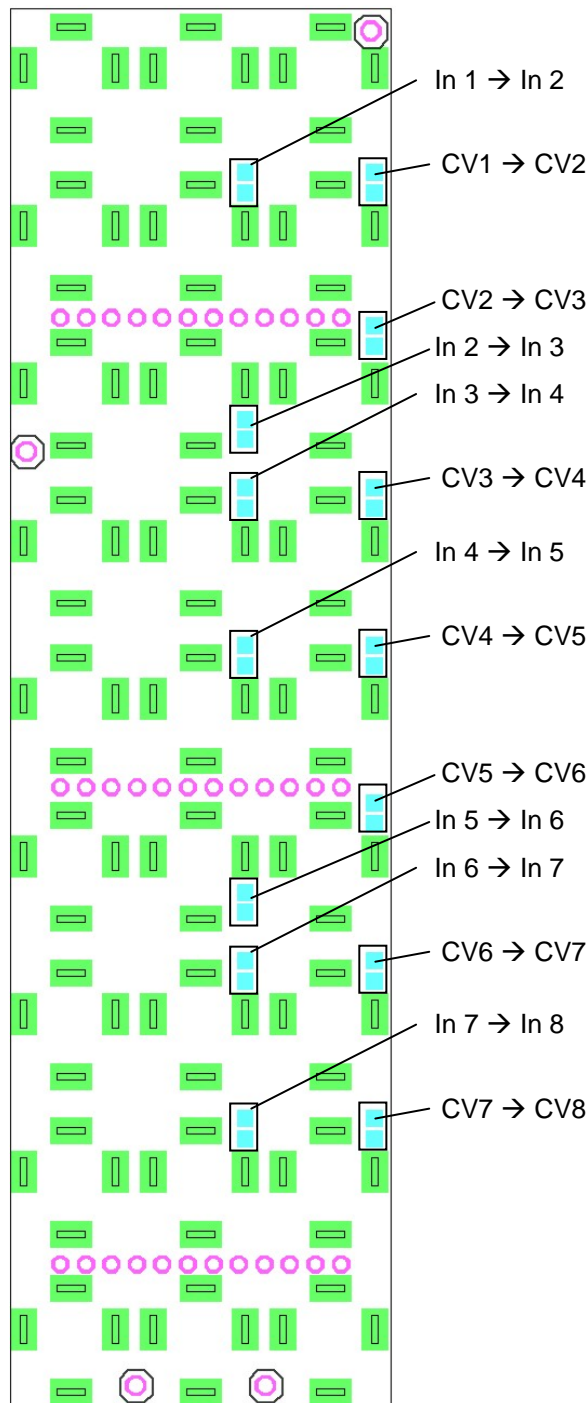 In 1 → In 2
CV1 → CV2
CV2 → CV3
In 2 → In 3
In 3 → In 4
CV3 → CV4
In 4 → In 5
CV4 → CV5
CV5 → CV6
In 5 → In 6
In 6 → In 7
CV6 → CV7
In 7 → In 8
CV7 → CV8